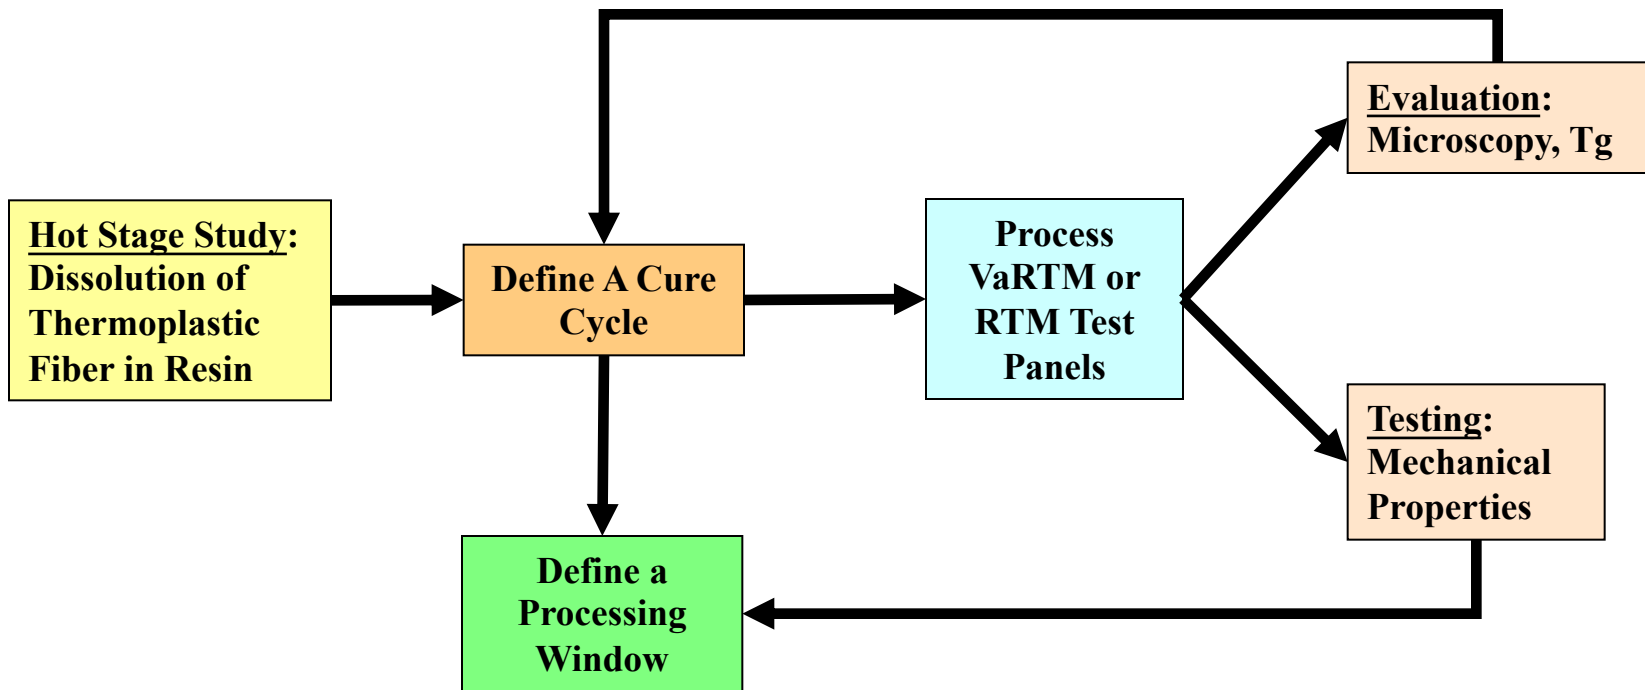 Hot Stage Study:
Dissolution of
Thermoplastic
Fiber in Resin
Define A Cure
Cycle
Process
VaRTM or
RTM Test
Panels
Evaluation:
Microscopy, Tg
Testing:
Mechanical
Properties
Define a
Processing
Window